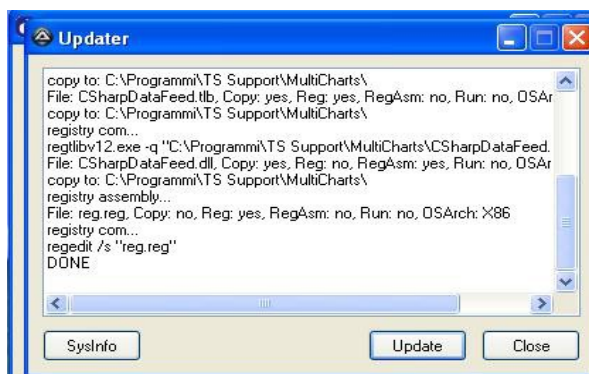 Updater
copy to: C:\Programmi\TS Support\MultiCharts\
File: CSharpDataFeed.tlb, Copy: yes, Reg: yes, RegAsm: no, Run: no, OSAr
copy to: C:\Programmi\TS Support\MultiCharts\
registry com...
regtlibv12.exe -q "C:\Programmi\TS Support\MultiCharts\CSharpDataFeed.
File: CSharpDataFeed.dll, Copy: yes, Reg: no, RegAsm: yes, Run: no, OSAr
copy to: C:\Programmi\TS Support\MultiCharts\
registry assembly...
File: reg.reg, Copy: no, Reg: yes, RegAsm: no, Run: no, OSArch: X86
registry com...
regedit /s "reg.reg"
DONE
SysInfo Update Close